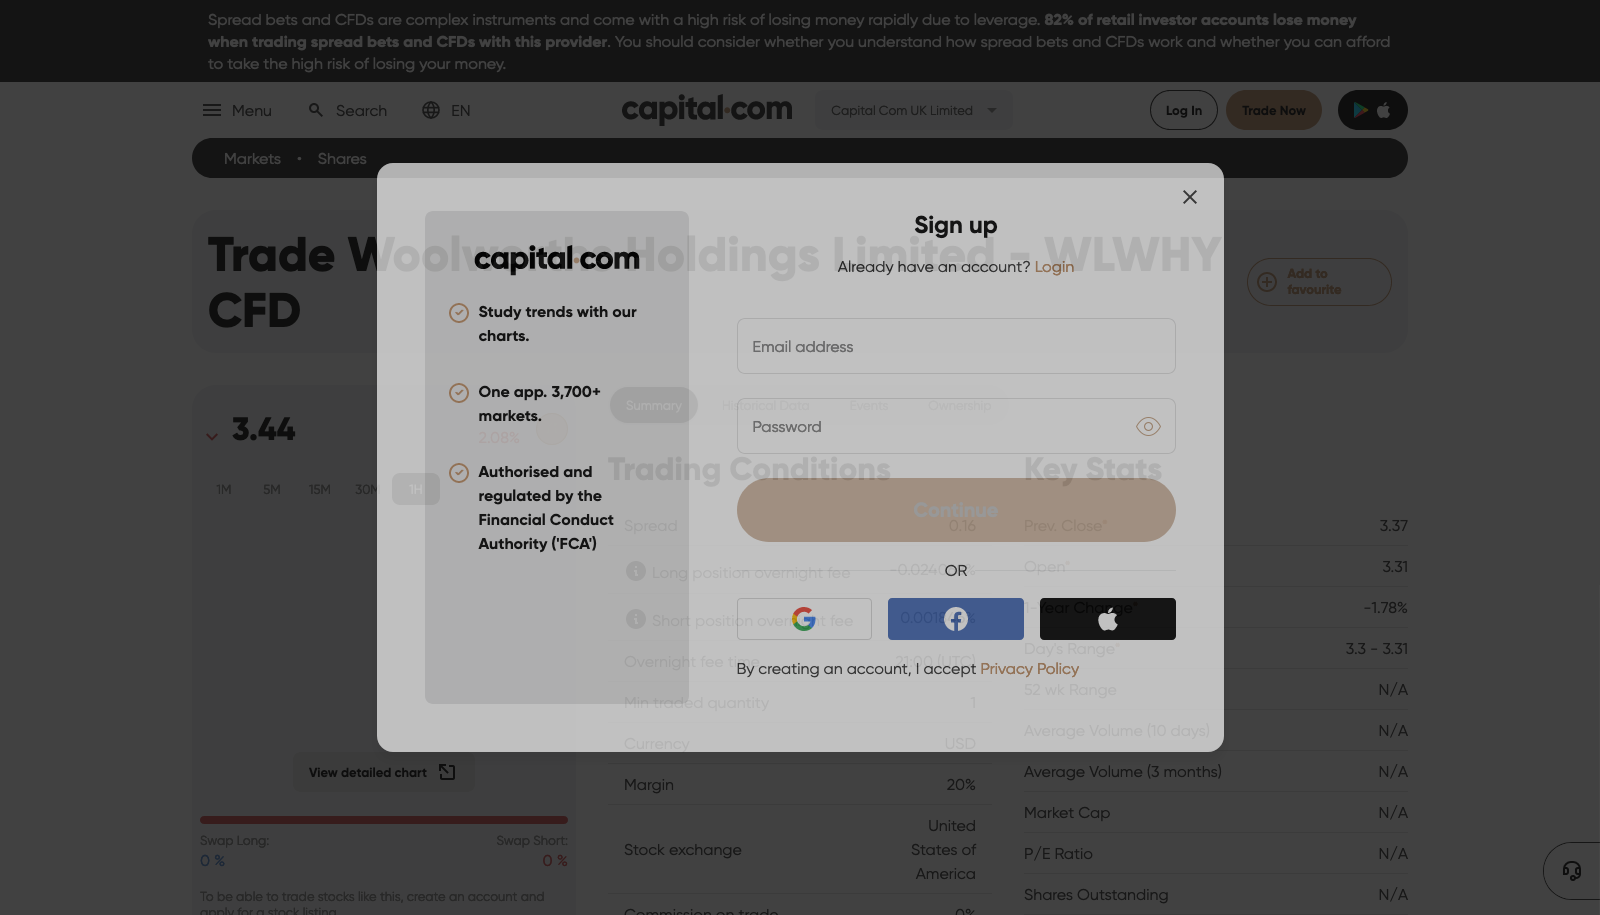 Spread bets and CFDs are complex instruments and come with a high risk of losing money rapidly due to leverage. 82% of retail investor accounts lose money
when trading spread bets and CFDs with this provider. You should consider whether you understand how spread bets and CFDs work and whether you can afford
to take the high risk of losing your money.
Menu Search EN capital.com Capital Com UK Limited Log In Trade Now
Markets • Shares
Trade Woolworths Holdings Limited - WLWHY
CFD
Add to
favourite
capital.com
Study trends with our
charts.
One app. 3,700+
markets.
Authorised and
regulated by the
Financial Conduct
Authority ('FCA')
Sign up
Already have an account? Login
Email address
Password
Continue
OR
By creating an account, I accept Privacy Policy
3.44
2.08%
1M 5M 15M 30M 1H
View detailed chart
Swap Long: Swap Short:
0 % 0 %
To be able to trade stocks like this, create an account and
apply for a stock listing
Summary Historical Data Events Ownership
Trading Conditions
Spread 0.16
Long position overnight fee
Short position overnight fee
Overnight fee time 21:00 (UTC)
Min traded quantity 1
Currency USD
Margin 20%
Stock exchange United
States of
America
Commission on trade 0%
Key Stats
Prev. Close* 3.37
Open* 3.31
1-Year Change* -1.78%
Day's Range* 3.3 - 3.31
52 wk Range N/A
Average Volume (10 days) N/A
Average Volume (3 months) N/A
Market Cap N/A
P/E Ratio N/A
Shares Outstanding N/A